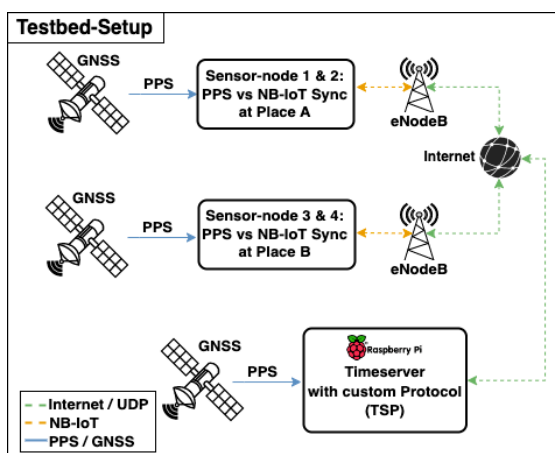 Testbed-Setup
GNSS
PPS
Sensor-node 1 & 2:
PPS vs NB-IoT Sync
at Place A
eNodeB
Internet
GNSS
PPS
Sensor-node 3 & 4:
PPS vs NB-IoT Sync
at Place B
eNodeB
GNSS
PPS
Raspberry Pi
Timeserver
with custom Protocol
(TSP)
Internet / UDP
NB-IoT
PPS / GNSS